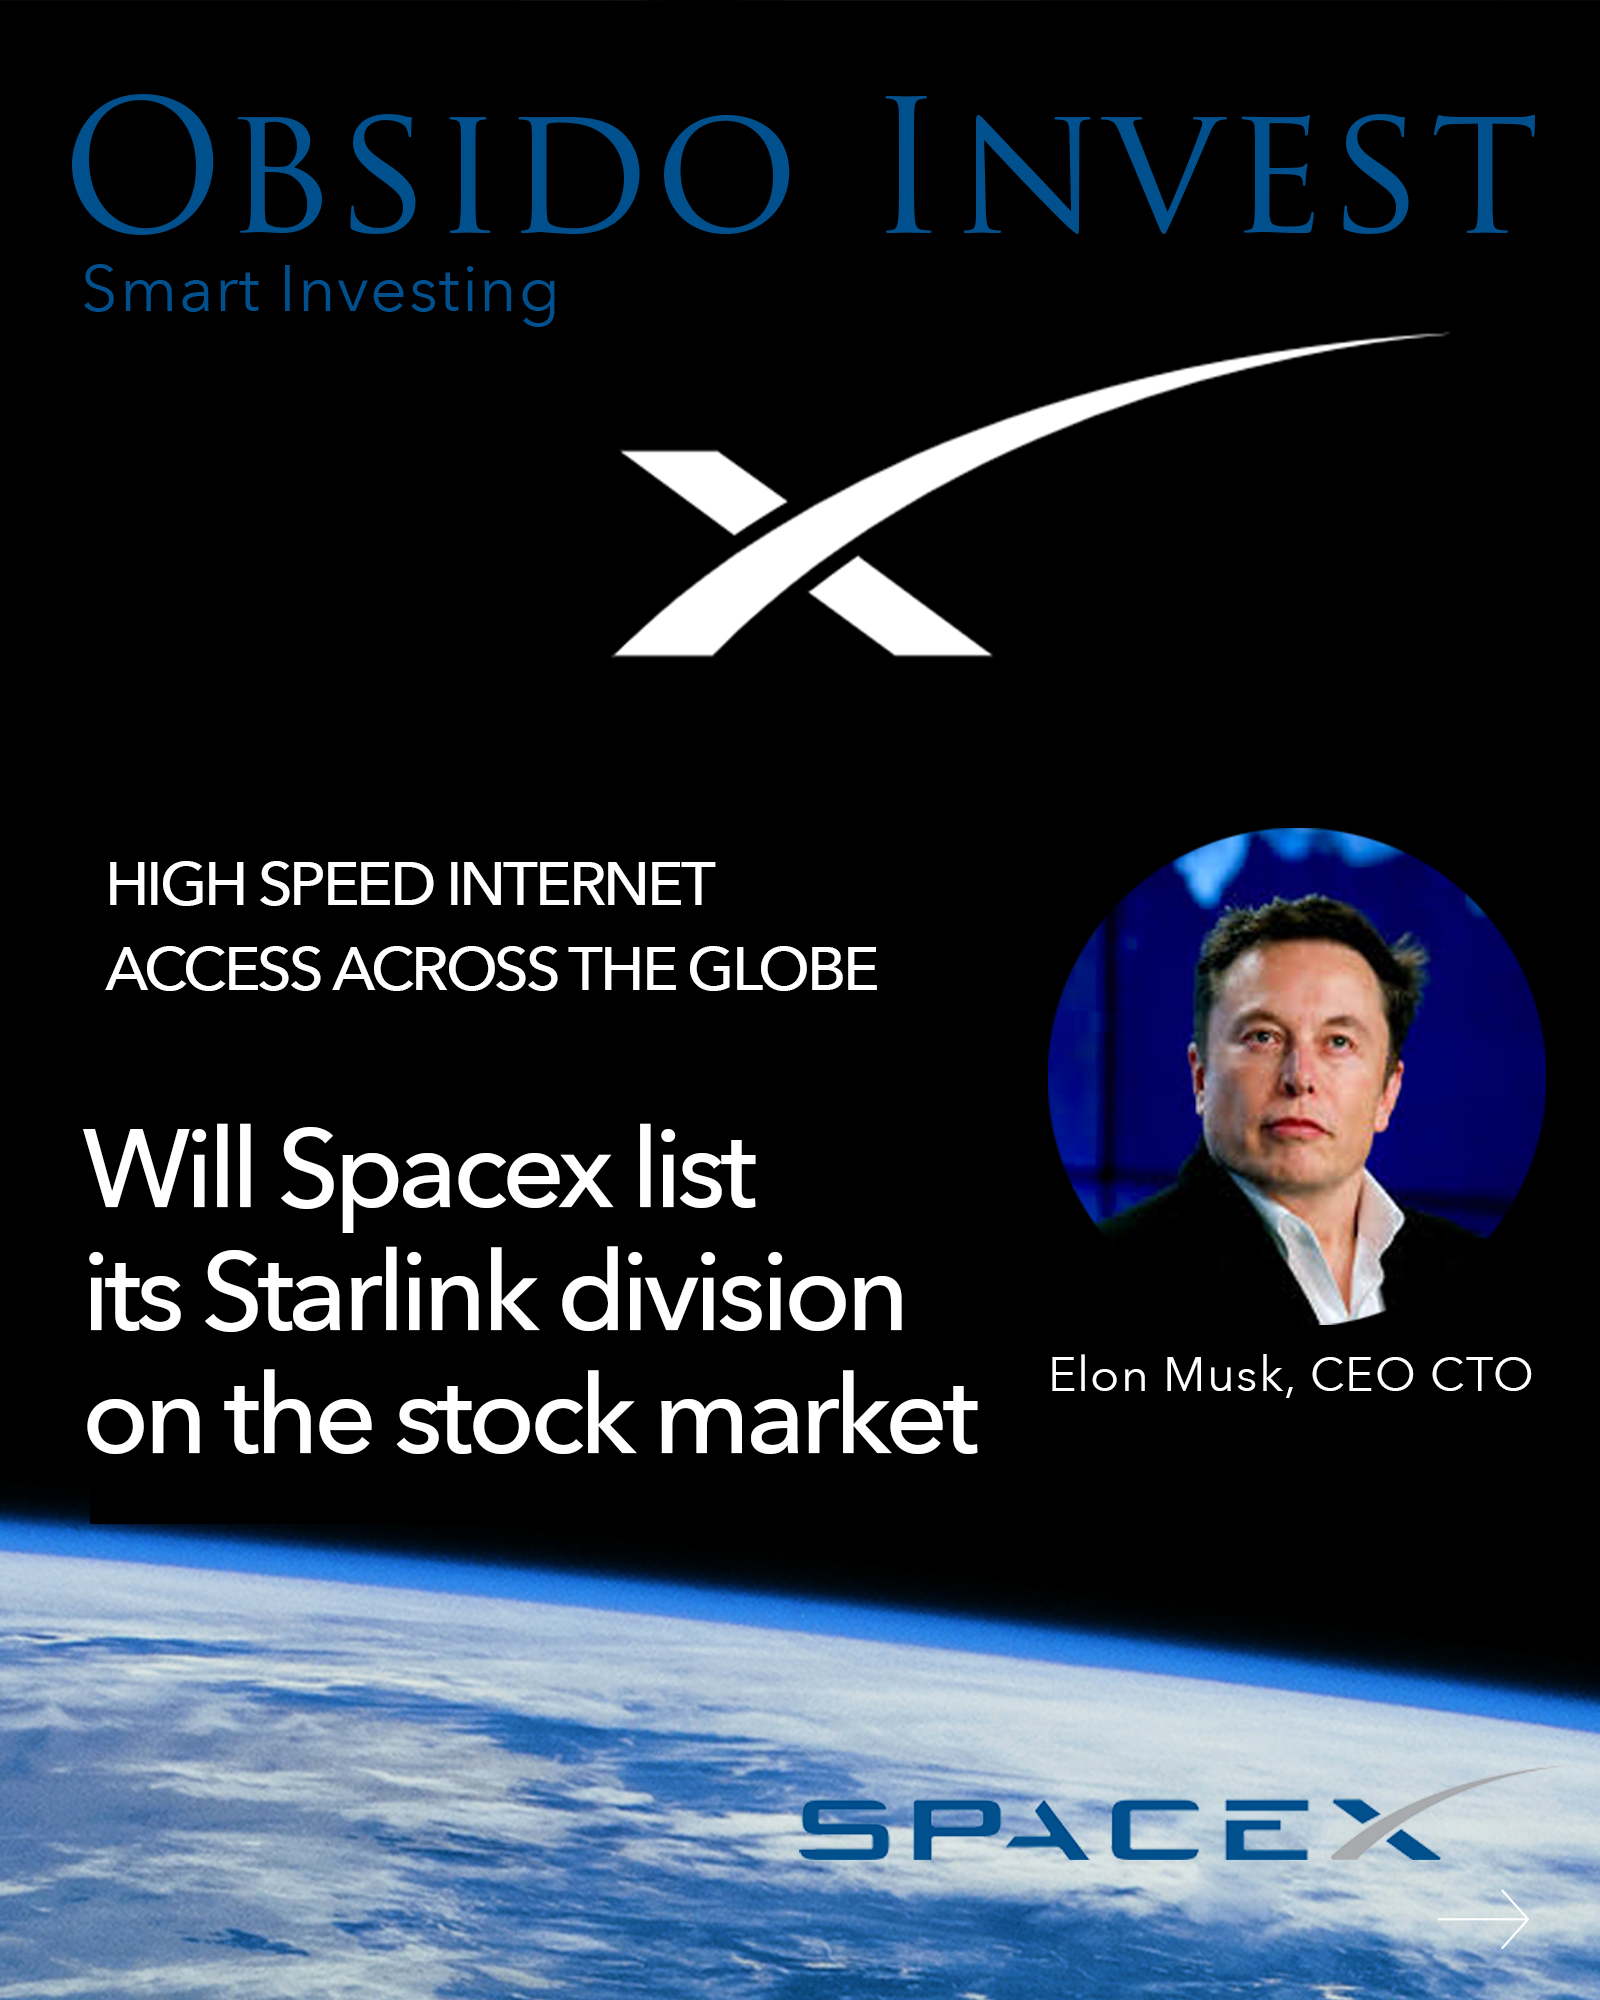 OBSIDO INVEST
Smart Investing
X
HIGH SPEED INTERNET
ACCESS ACROSS THE GLOBE
Will Spacex list
its Starlink division
on the stock market
Elon Musk, CEO CTO
SPACEX